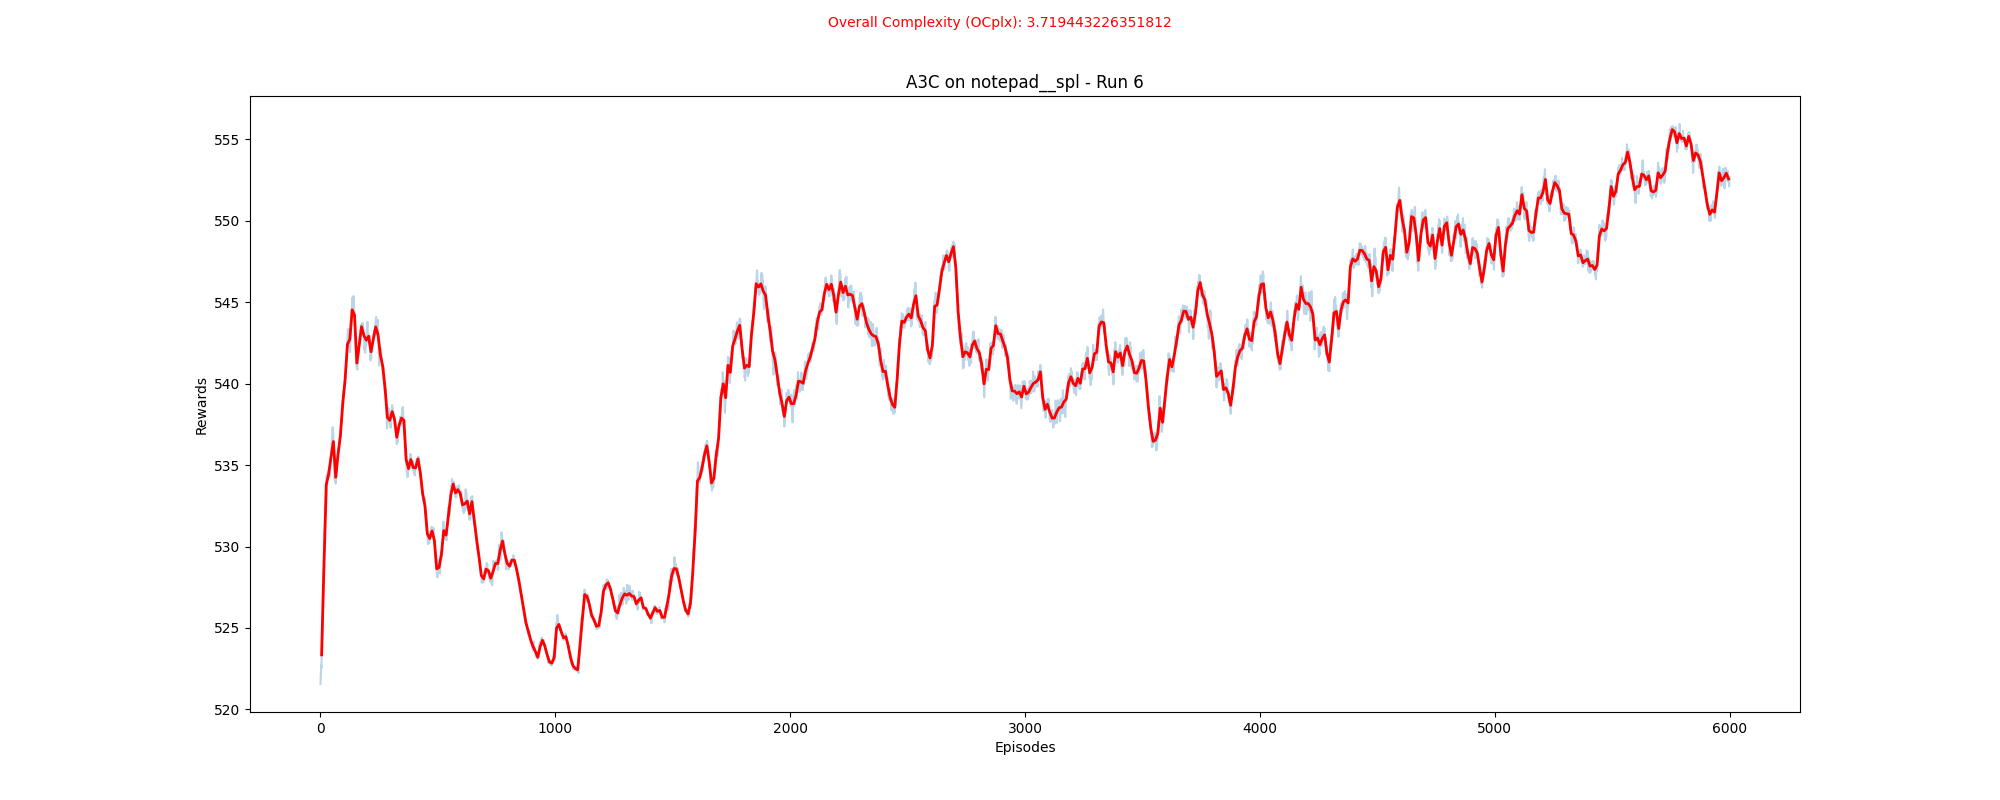 Overall Complexity (OCplx): 3.719443226351812
A3C on notepad__spl - Run 6
Rewards
555
550
545
540
535
530
525
520
0 1000 2000 3000 4000 5000 6000
Episodes